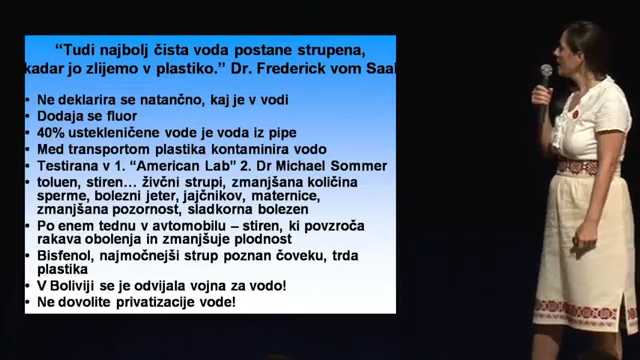 “Tudi najbolj čista voda postane strupena,
kadar jo zlijemo v plastiko.” Dr. Frederick vom Saal
• Ne deklarira se natančno, kaj je v vodi
• Dodaja se fluor
• 40% ustekleničene vode je voda iz pipe
• Med transportom plastika kontaminira vodo
• Testirana v 1. “American Lab” 2. Dr Michael Sommer
• toluen, stiren… živčni strupi, zmanjšana količina
sperme, bolezni jeter, jajčnikov, maternice,
zmanjšana pozornost, sladkorna bolezen
• Po enem tednu v avtomobilu – stiren, ki povzroča
rakava obolenja in zmanjšuje plodnost
• Bisfenol, najmočnejši strup poznan čoveku, trda
plastika
• V Boliviji se je odvijala vojna za vodo!
• Ne dovolite privatizacije vode!